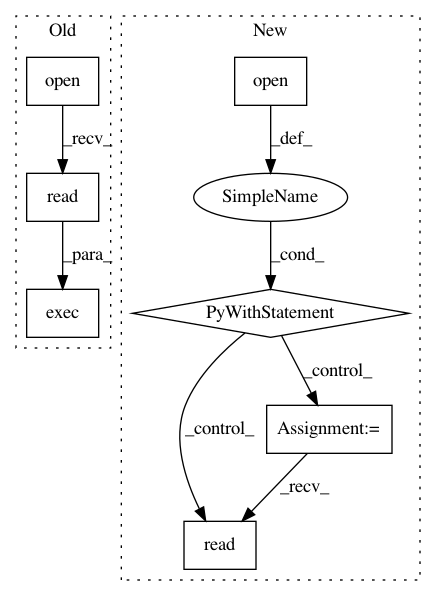 Old
New
open
open
_recv_
_def_
read
SimpleName
_para_
_cond_
exec
PyWithStatement
_control_
_control_
Assignment:=
_recv_
read